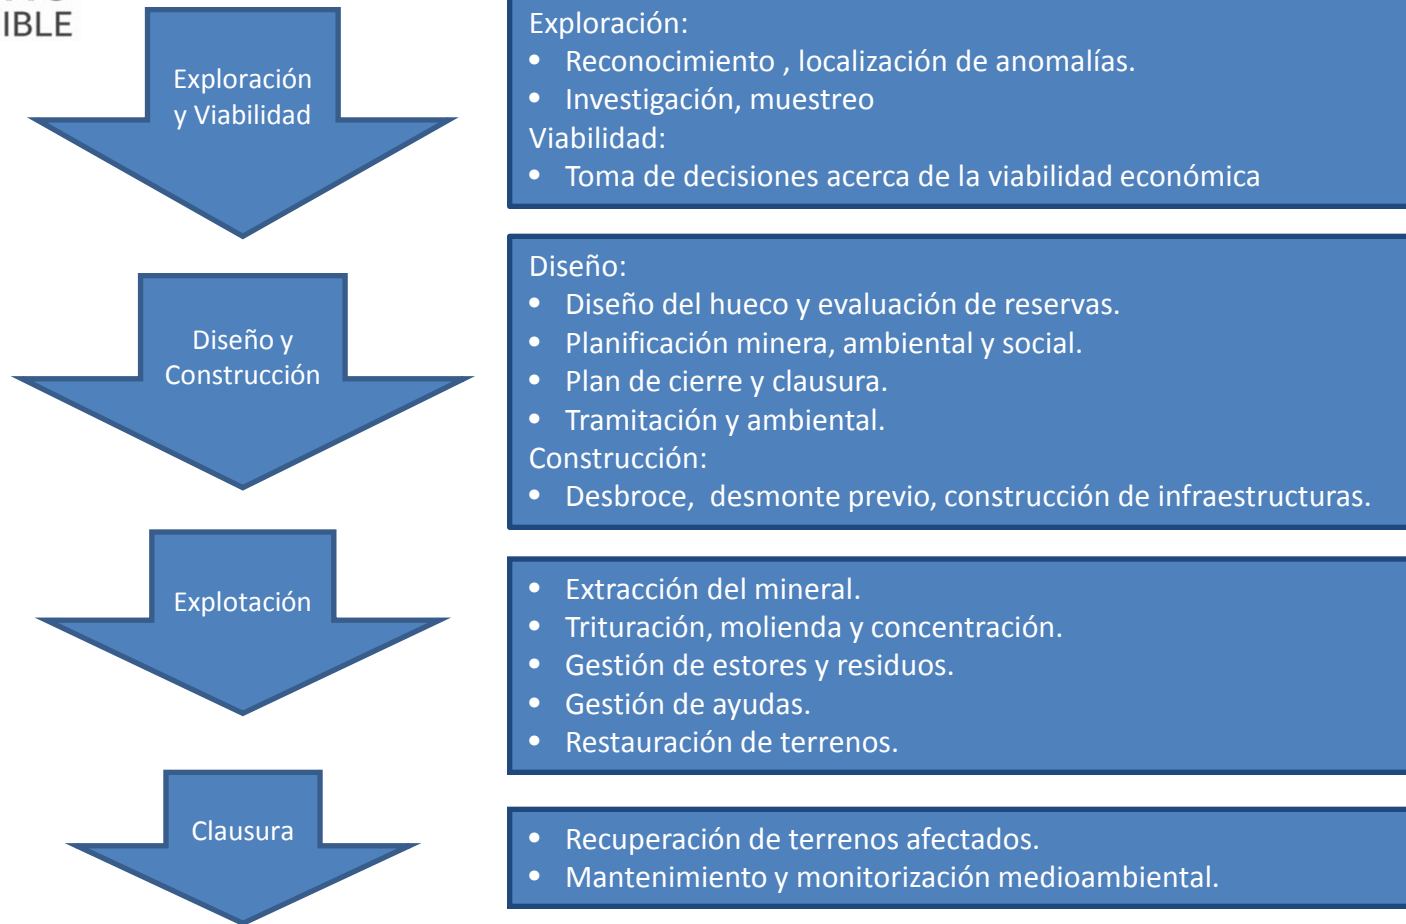 IBLE
Exploración
y Viabilidad
Exploración:
• Reconocimiento , localización de anomalías.
• Investigación, muestreo
Viabilidad:
• Toma de decisiones acerca de la viabilidad económica
Diseño y
Construcción
Diseño:
• Diseño del hueco y evaluación de reservas.
• Planificación minera, ambiental y social.
• Plan de cierre y clausura.
• Tramitación y ambiental.
Construcción:
• Desbroce, desmonte previo, construcción de infraestructuras.
Explotación
• Extracción del mineral.
• Trituración, molienda y concentración.
• Gestión de estores y residuos.
• Gestión de ayudas.
• Restauración de terrenos.
Clausura
• Recuperación de terrenos afectados.
• Mantenimiento y monitorización medioambiental.